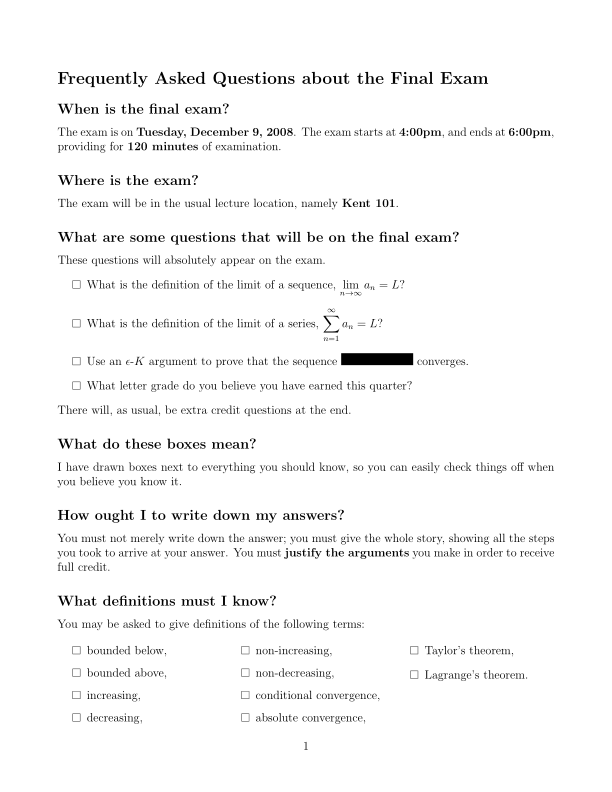 Frequently Asked Questions about the Final Exam
When is the final exam?
The exam is on Tuesday, December 9, 2008. The exam starts at 4:00pm, and ends at 6:00pm,
providing for 120 minutes of examination.
Where is the exam?
The exam will be in the usual lecture location, namely Kent 101.
What are some questions that will be on the final exam?
These questions will absolutely appear on the exam.
□ What is the definition of the limit of a sequence, lim n→∞ aₙ = L?
□ What is the definition of the limit of a series, ∑ n=1 ∞ aₙ = L?
□ Use an ϵ-K argument to prove that the sequence converges.
□ What letter grade do you believe you have earned this quarter?
There will, as usual, be extra credit questions at the end.
What do these boxes mean?
I have drawn boxes next to everything you should know, so you can easily check things off when
you believe you know it.
How ought I to write down my answers?
You must not merely write down the answer; you must give the whole story, showing all the steps
you took to arrive at your answer. You must justify the arguments you make in order to receive
full credit.
What definitions must I know?
You may be asked to give definitions of the following terms:
□ bounded below,
□ bounded above,
□ increasing,
□ decreasing,
□ non-increasing,
□ non-decreasing,
□ conditional convergence,
□ absolute convergence,
□ Taylor's theorem,
□ Lagrange's theorem.
1